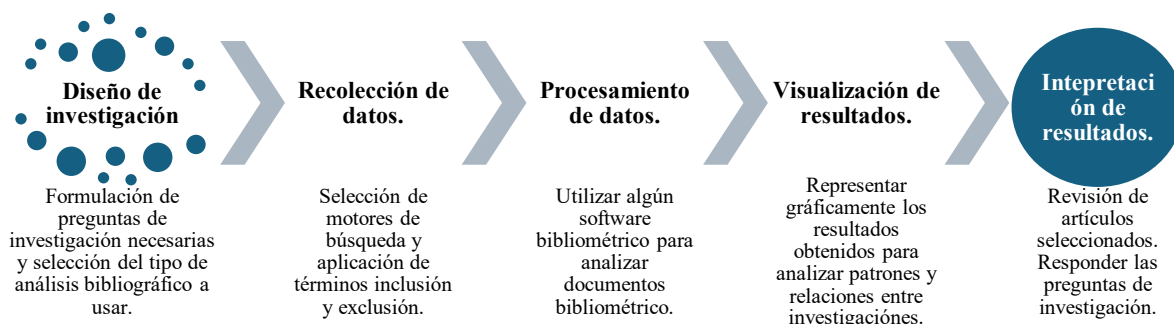 Diseño de
investigación
Formulación de
preguntas de
investigación necesarias
y selección del tipo de
análisis bibliográfico a
usar.
Recolección de
datos.
Selección de
motores de
búsqueda y
aplicación de
términos inclusión
y exclusión.
Procesamiento
de datos.
Utilizar algún
software
bibliométrico para
analizar
documentos
bibliométrico.
Visualización de
resultados.
Representar
gráficamente los
resultados
obtenidos para
analizar patrones y
relaciones entre
investigaciónes.
Intepretaci
ón de
resultados.
Revisión de
artículos
seleccionados.
Responder las
preguntas de
investigación.